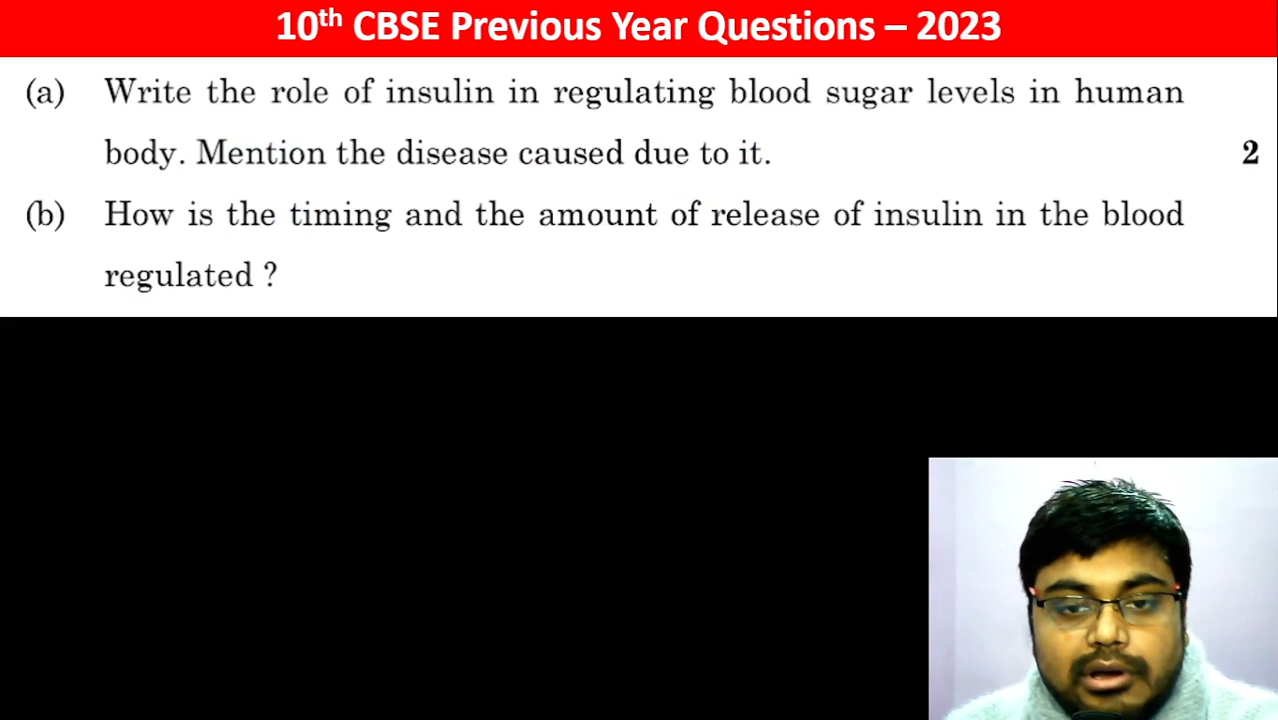 10th CBSE Previous Year Questions – 2023
(a) Write the role of insulin in regulating blood sugar levels in human
body. Mention the disease caused due to it. 2
(b) How is the timing and the amount of release of insulin in the blood
regulated ?